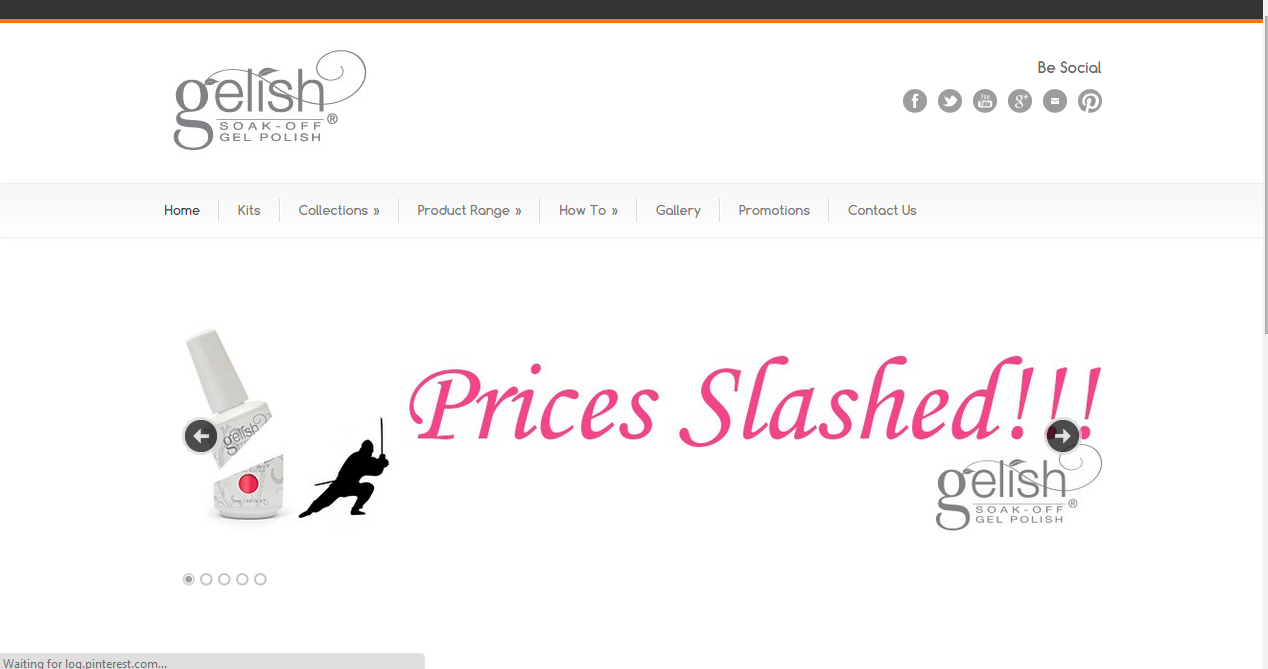 gelish®
SOAK-OFF
GEL POLISH
Be Social
Home
Kits
Collections »
Product Range »
How To »
Gallery
Promotions
Contact Us
Prices Slashed!!!
gelish
gelish®
SOAK-OFF
GEL POLISH
Waiting for log.pinterest.com...